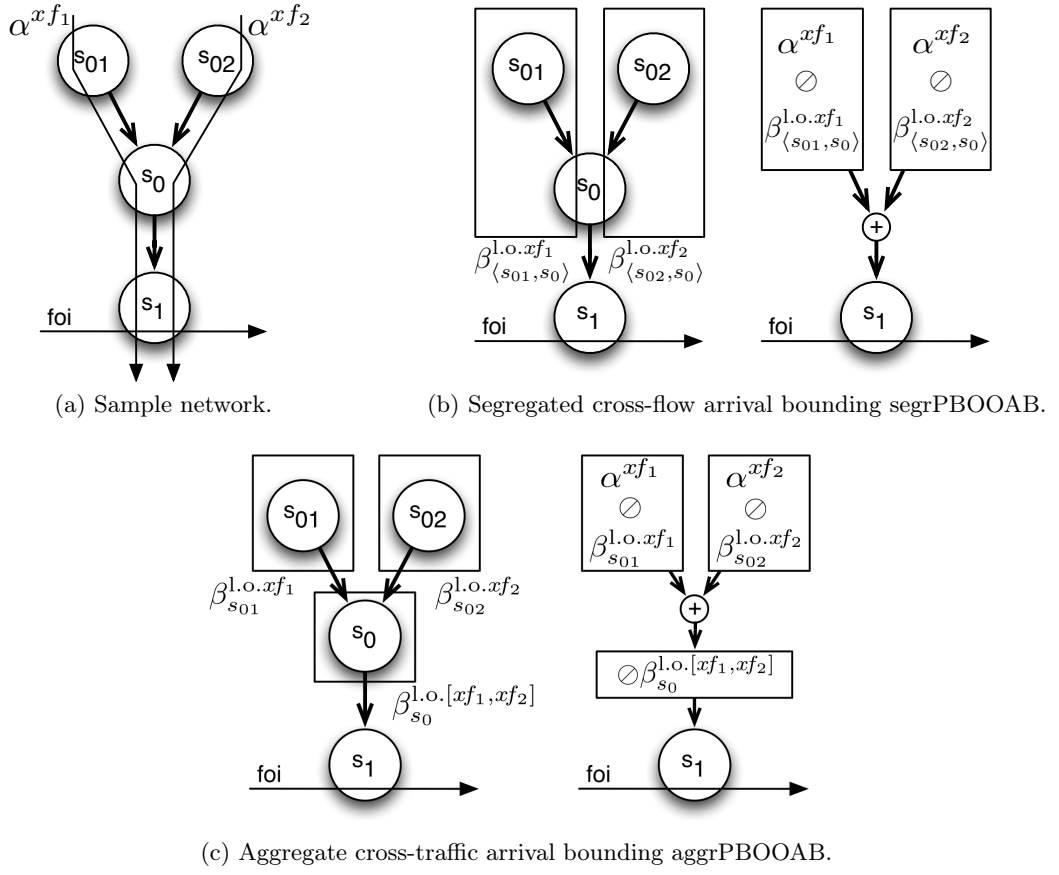 α^{xf_1} α^{xf_2}
s_{01} s_{02}
s_0
s_1
foi
(a) Sample network.
s_{01} s_{02}
s_0
β^{l.o.xf_1}_{⟨s_{01},s_0⟩} β^{l.o.xf_2}_{⟨s_{02},s_0⟩}
s_1
foi
α^{xf_1} α^{xf_2}
⊘ ⊘
β^{l.o.xf_1}_{⟨s_{01},s_0⟩} β^{l.o.xf_2}_{⟨s_{02},s_0⟩}
+
s_1
foi
(b) Segregated cross-flow arrival bounding segrPBOOAB.
s_{01} s_{02}
β^{l.o.xf_1}_{s_{01}} β^{l.o.xf_2}_{s_{02}}
s_0
β^{l.o.[xf_1,xf_2]}_{s_0}
s_1
foi
α^{xf_1} α^{xf_2}
⊘ ⊘
β^{l.o.xf_1}_{s_{01}} β^{l.o.xf_2}_{s_{02}}
+
⊘β^{l.o.[xf_1,xf_2]}_{s_0}
s_1
foi
(c) Aggregate cross-traffic arrival bounding aggrPBOOAB.